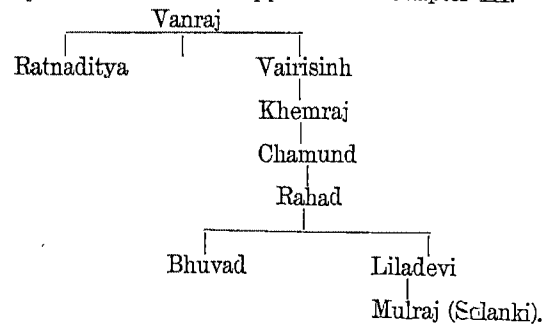 Vanraj
Ratnaditya Vairisinh
Khemraj
Chamund
Rahad
Bhuvad Liladevi
Mulraj (Solanki).